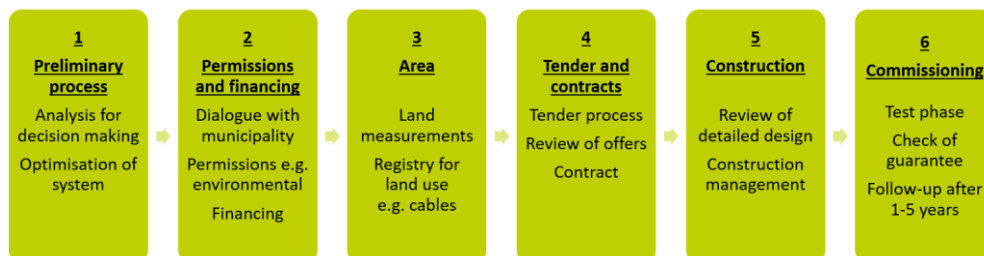 1
Preliminary
process
Analysis for
decision making
Optimisation of
system
2
Permissions
and financing
Dialogue with
municipality
Permissions e.g.
environmental
Financing
3
Area
Land
measurements
Registry for
land use
e.g. cables
4
Tender and
contracts
Tender process
Review of offers
Contract
5
Construction
Review of
detailed design
Construction
management
6
Commissioning
Test phase
Check of
guarantee
Follow-up after
1-5 years